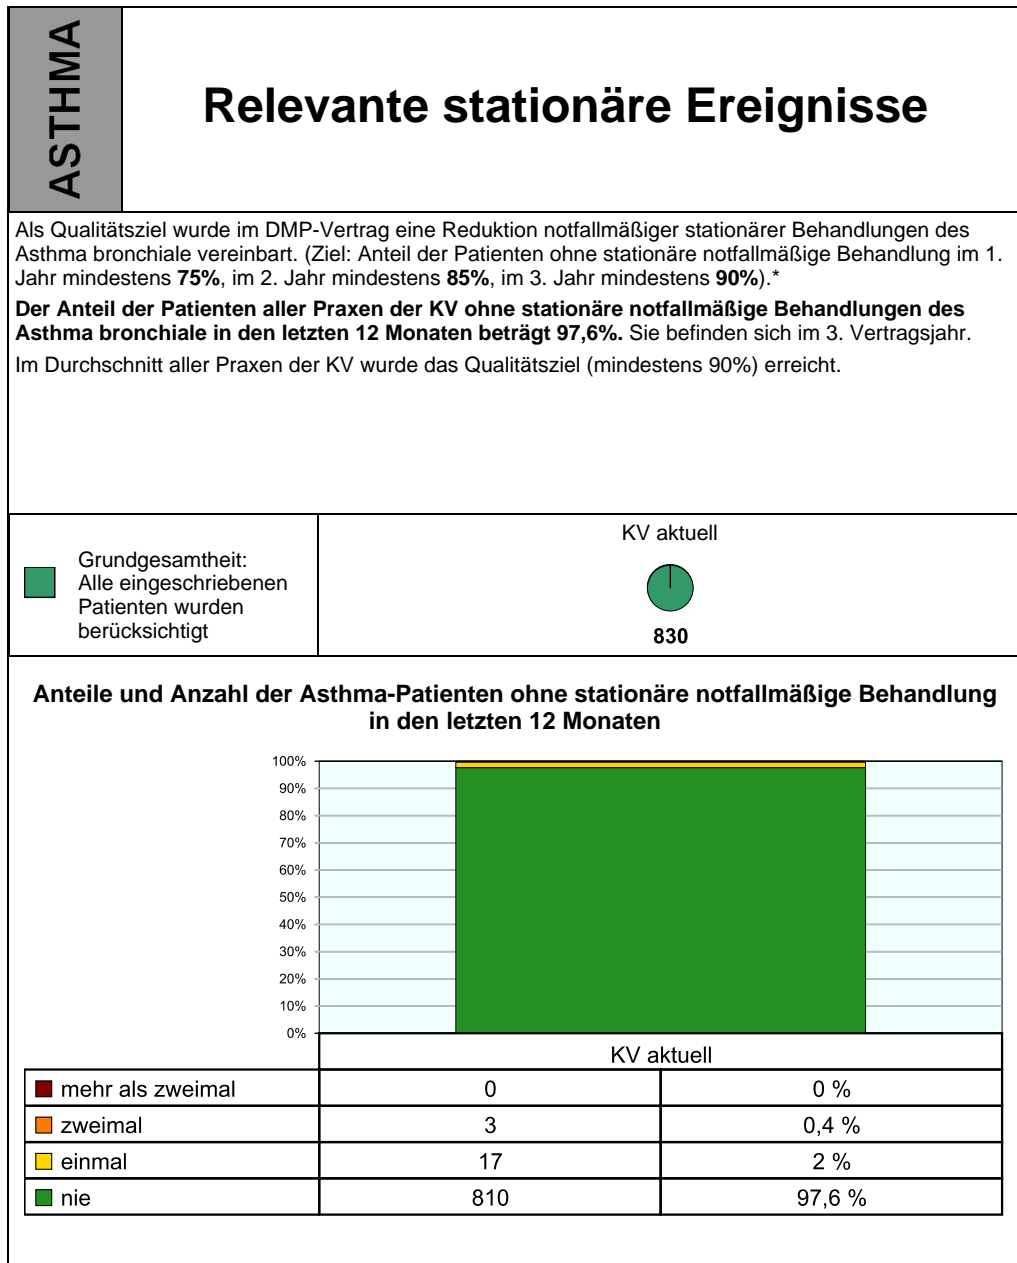 ASTHMA
Relevante stationäre Ereignisse
Als Qualitätsziel wurde im DMP-Vertrag eine Reduktion notfallmäßiger stationärer Behandlungen des
Asthma bronchiale vereinbart. (Ziel: Anteil der Patienten ohne stationäre notfallmäßige Behandlung im 1.
Jahr mindestens 75%, im 2. Jahr mindestens 85%, im 3. Jahr mindestens 90%).*
Der Anteil der Patienten aller Praxen der KV ohne stationäre notfallmäßige Behandlungen des
Asthma bronchiale in den letzten 12 Monaten beträgt 97,6%. Sie befinden sich im 3. Vertragsjahr.
Im Durchschnitt aller Praxen der KV wurde das Qualitätsziel (mindestens 90%) erreicht.
Grundgesamtheit:
Alle eingeschriebenen
Patienten wurden
berücksichtigt
KV aktuell
830
Anteile und Anzahl der Asthma-Patienten ohne stationäre notfallmäßige Behandlung
in den letzten 12 Monaten
100%
90%
80%
70%
60%
50%
40%
30%
20%
10%
0%
KV aktuell
mehr als zweimal 0 0 %
zweimal 3 0,4 %
einmal 17 2 %
nie 810 97,6 %